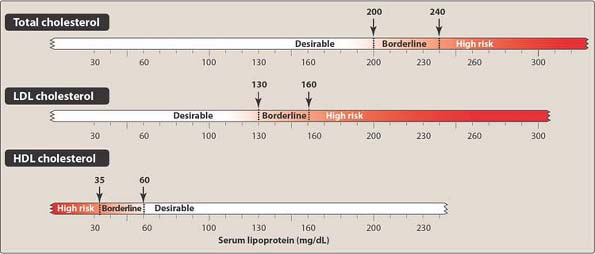 Total cholesterol
200 240
Desirable Borderline High risk
30 60 100 130 160 200 230 260 300
LDL cholesterol
130 160
Desirable Borderline High risk
30 60 100 130 160 200 230 260 300
HDL cholesterol
35 60
High risk Borderline Desirable
30 60 100 130 160 200 230
Serum lipoprotein (mg/dL)